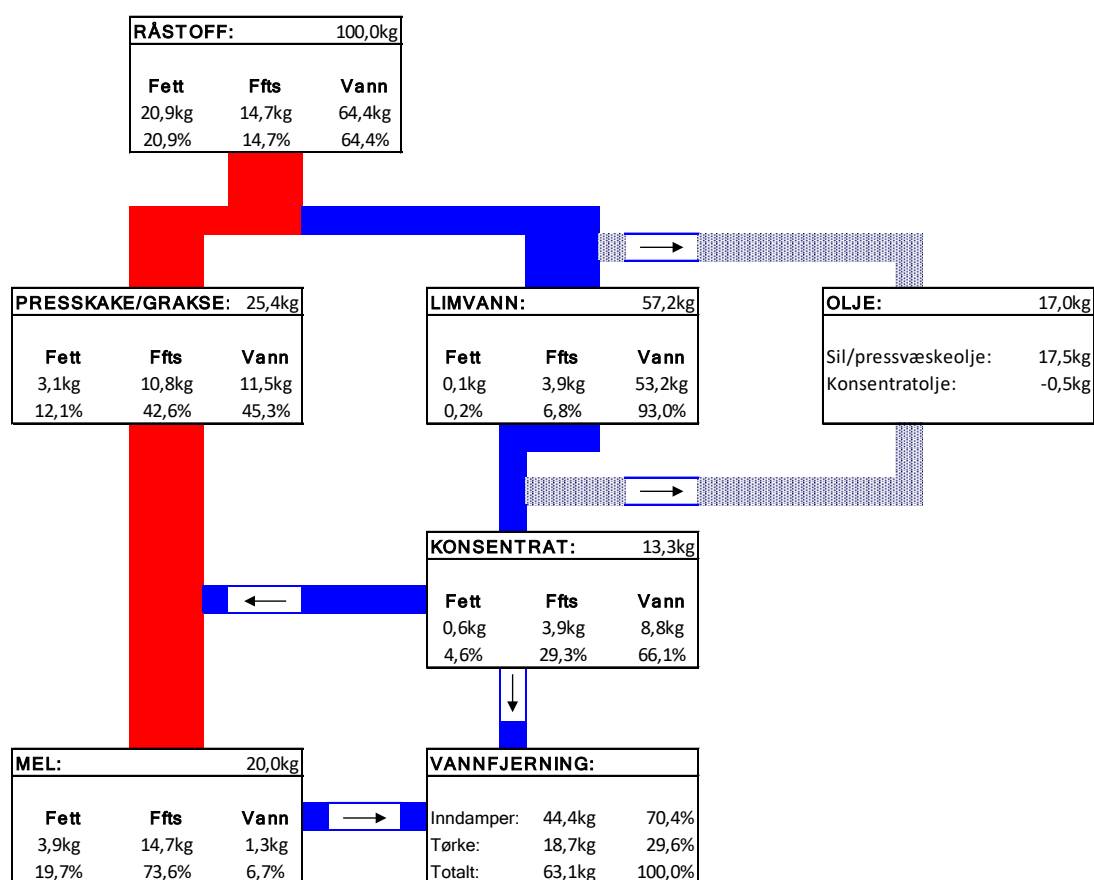 RÅSTOFF: 100,0kg
Fett Ffts Vann
20,9kg 14,7kg 64,4kg
20,9% 14,7% 64,4%
PRESSKAKE/GRAKSE: 25,4kg
Fett Ffts Vann
3,1kg 10,8kg 11,5kg
12,1% 42,6% 45,3%
LIMVANN: 57,2kg
Fett Ffts Vann
0,1kg 3,9kg 53,2kg
0,2% 6,8% 93,0%
OLJE: 17,0kg
Sil/pressvæskeolje: 17,5kg
Konsentratolje: -0,5kg
KONSENTRAT: 13,3kg
Fett Ffts Vann
0,6kg 3,9kg 8,8kg
4,6% 29,3% 66,1%
MEL: 20,0kg
Fett Ffts Vann
3,9kg 14,7kg 1,3kg
19,7% 73,6% 6,7%
VANNFJERNING:
Inndamper: 44,4kg 70,4%
Tørke: 18,7kg 29,6%
Totalt: 63,1kg 100,0%